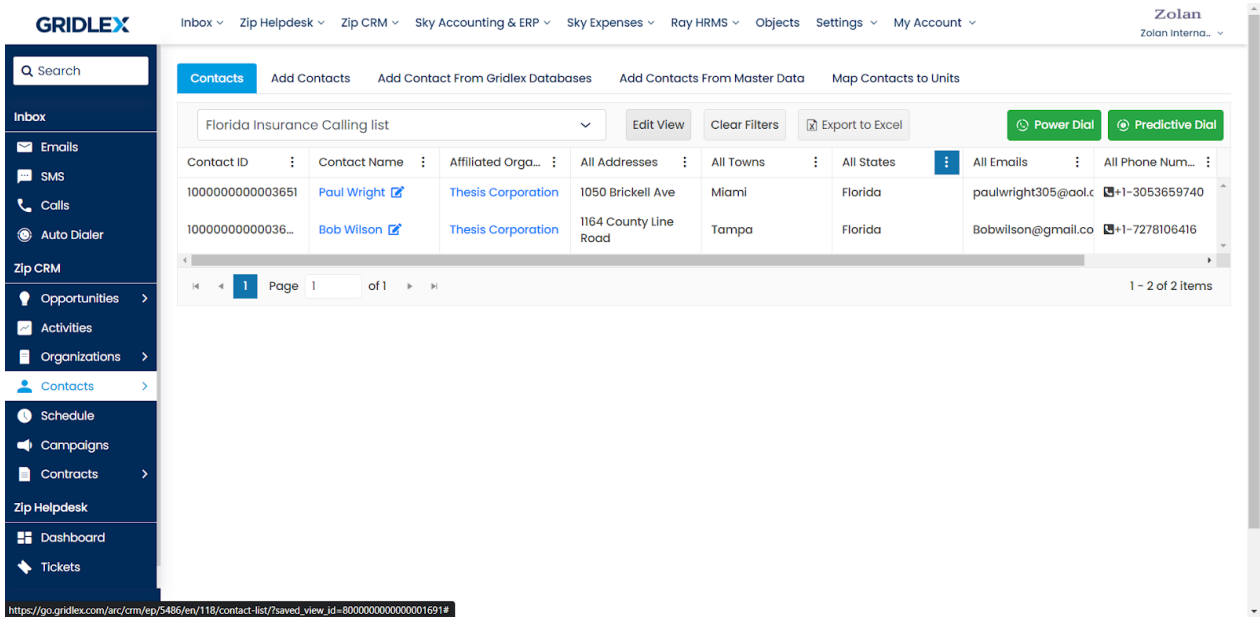 GRIDLEX
Inbox Zip Helpdesk Zip CRM Sky Accounting & ERP Sky Expenses Ray HRMS Objects Settings My Account
Zolan
Zolan Interna..
Search
Inbox
Emails
SMS
Calls
Auto Dialer
Zip CRM
Opportunities
Activities
Organizations
Contacts
Schedule
Campaigns
Contracts
Zip Helpdesk
Dashboard
Tickets
Contacts Add Contacts Add Contact From Gridlex Databases Add Contacts From Master Data Map Contacts to Units
Florida Insurance Calling list Edit View Clear Filters Export to Excel Power Dial Predictive Dial
Contact ID Contact Name Affiliated Orga... All Addresses All Towns All States All Emails All Phone Num...
1000000000003651 Paul Wright Thesis Corporation 1050 Brickell Ave Miami Florida paulwright305@aol.c +1-3053659740
10000000000036... Bob Wilson Thesis Corporation 1164 County Line Road Tampa Florida Bobwilson@gmail.co +1-7278106416
1 Page 1 of 1 1 - 2 of 2 items
https://go.gridlex.com/arc/crm/ep/5486/en/118/contact-list/?saved_view_id=8000000000000001691#